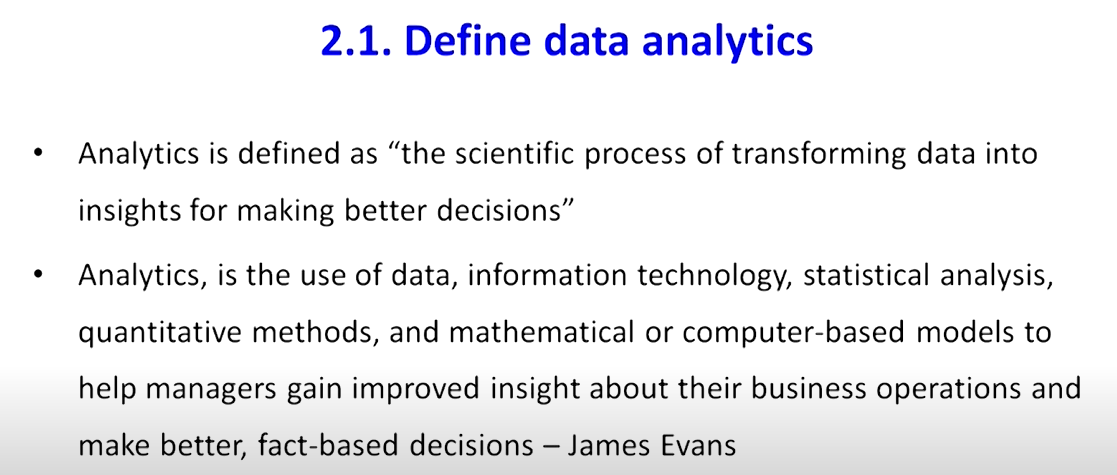 2.1. Define data analytics
• Analytics is defined as “the scientific process of transforming data into
insights for making better decisions”
• Analytics, is the use of data, information technology, statistical analysis,
quantitative methods, and mathematical or computer-based models to
help managers gain improved insight about their business operations and
make better, fact-based decisions – James Evans